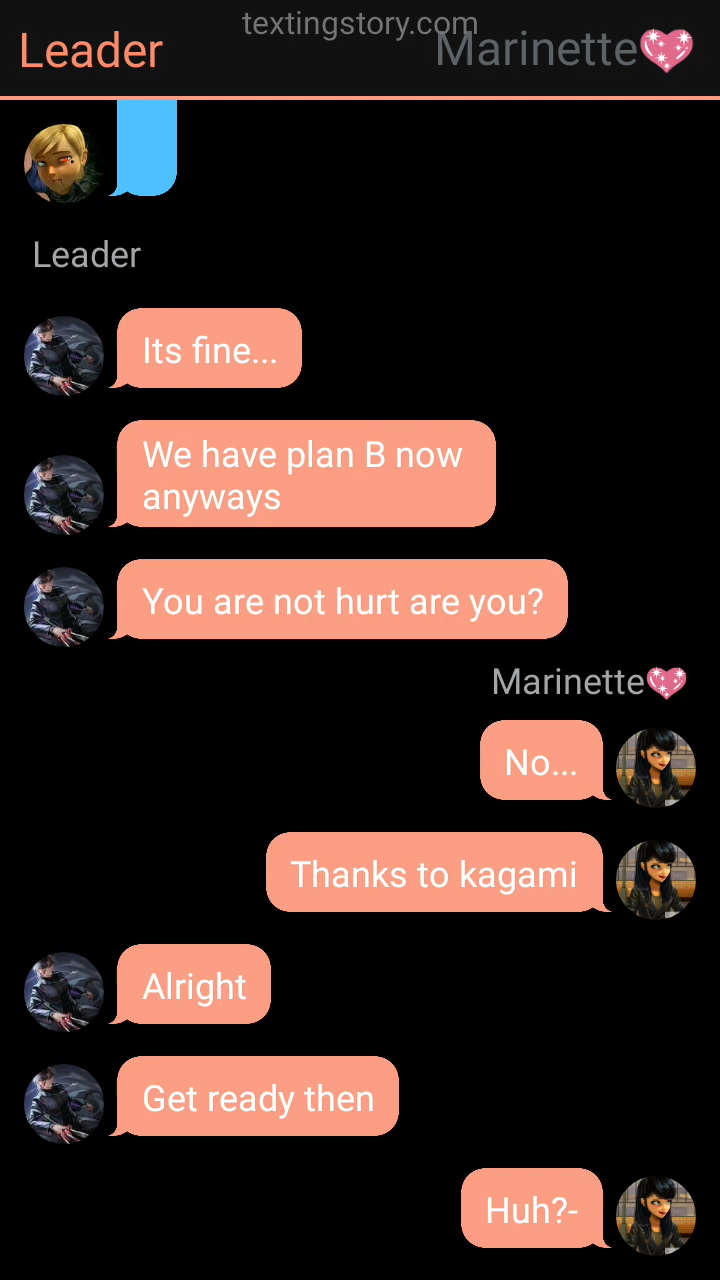 textingstory.com
Leader
Marinette💖
Leader
Its fine...
We have plan B now
anyways
You are not hurt are you?
Marinette💖
No...
Thanks to kagami
Alright
Get ready then
Huh?-